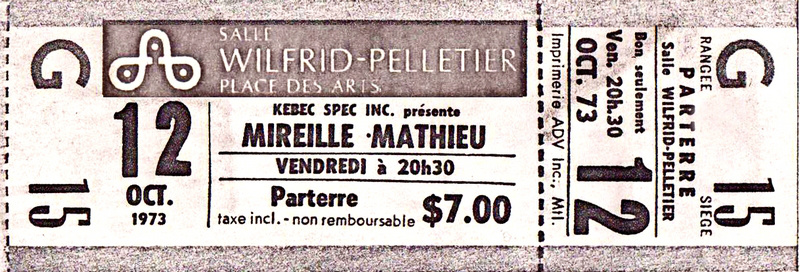 G
15
SALLE
WILFRID-PELLETIER
PLACE DES ARTS
12
OCT.
1973
KEBEC SPEC INC. présente
MIREILLE MATHIEU
VENDREDI à 20h30
Parterre
taxe incl. - non remboursable $7.00
Imprimerie ADV Inc., Mtl.
OCT. 73
12
Ven. 20h.30
Bon seulement
Salle WILFRID-PELLETIER
PARTERRE
RANGÉE SIÈGE
G 15